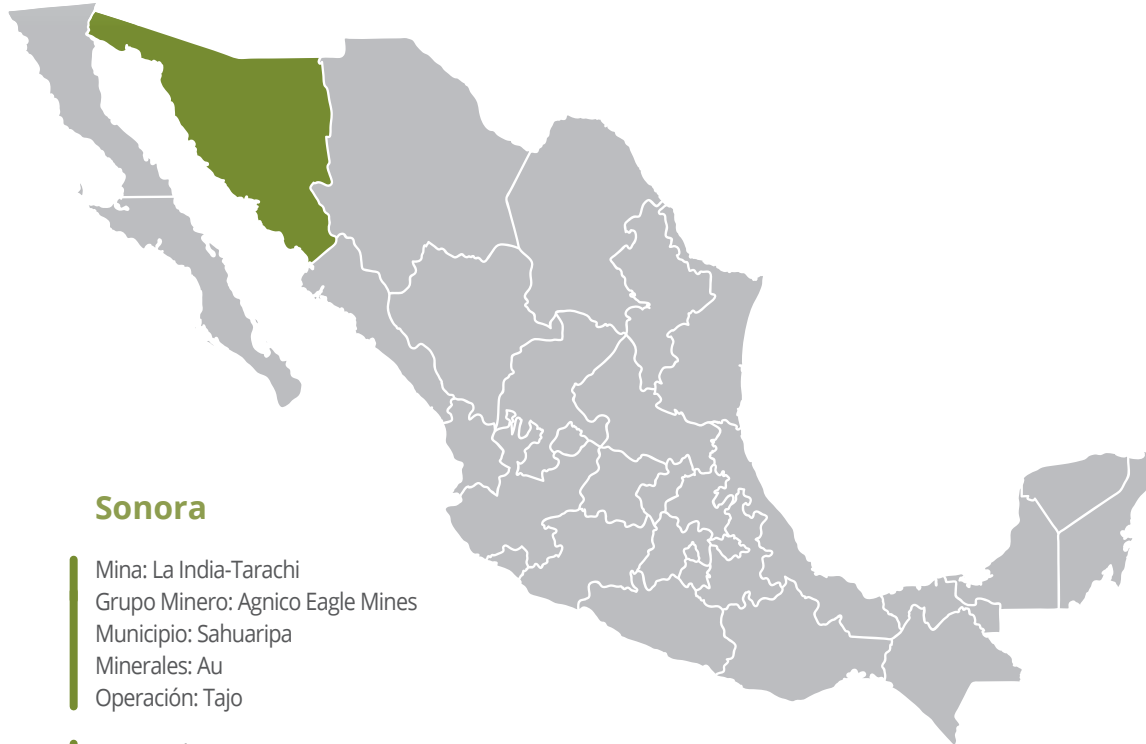 Sonora
Mina: La India-Tarachi
Grupo Minero: Agnico Eagle Mines
Municipio: Sahuaripa
Minerales: Au
Operación: Tajo